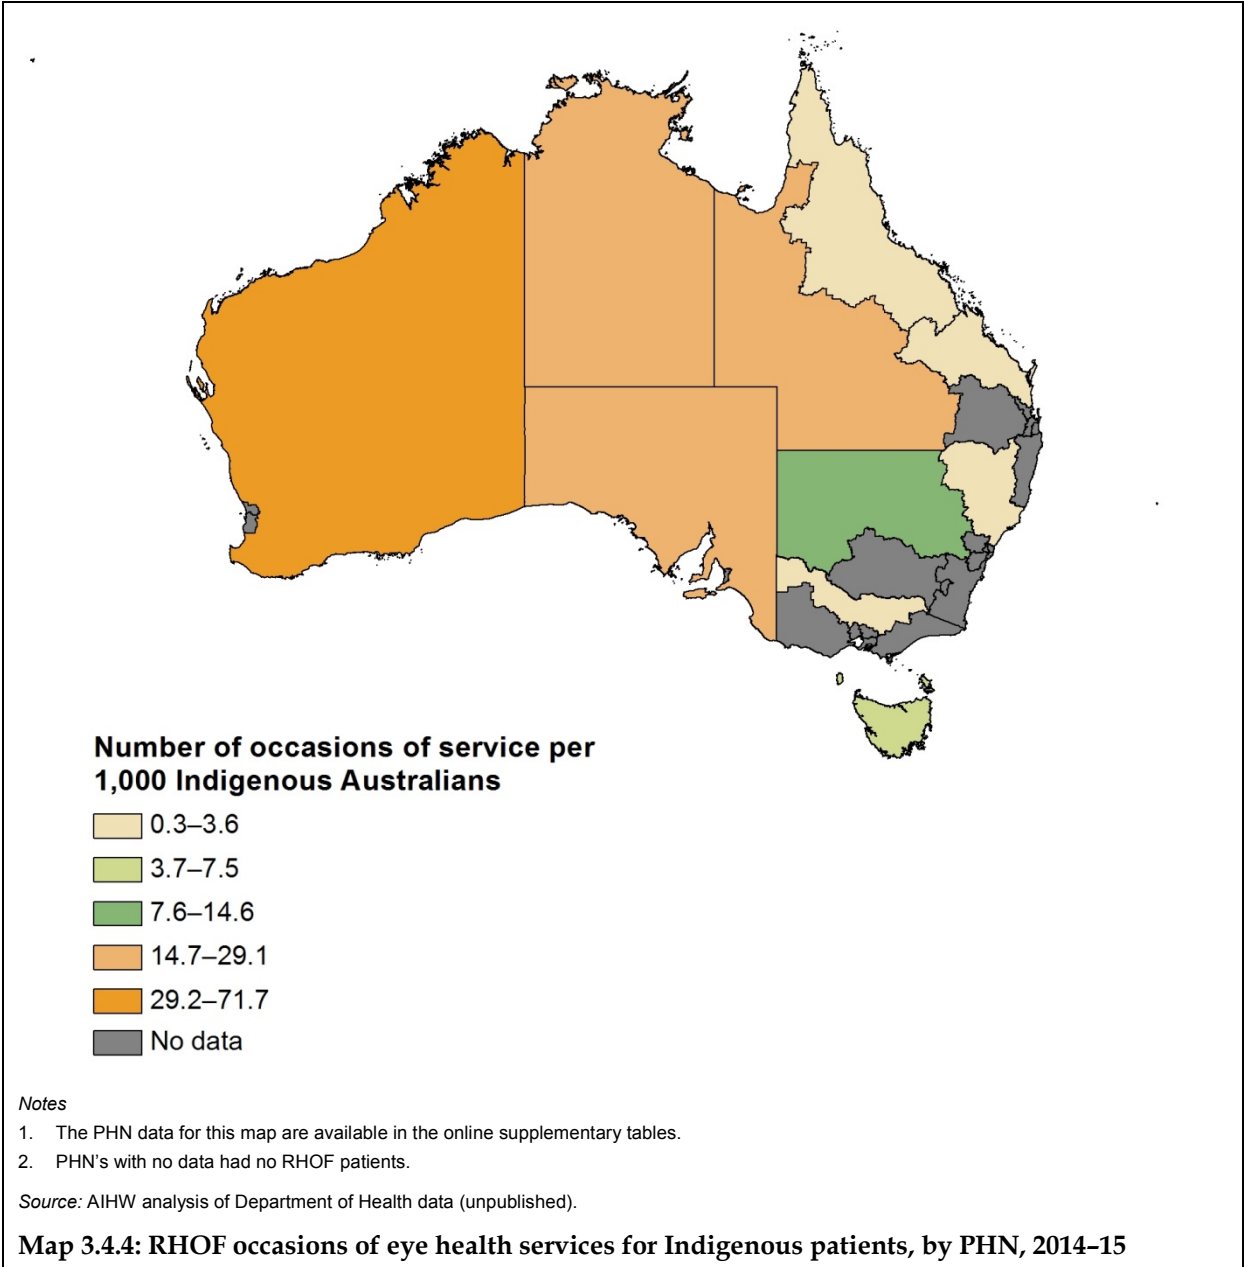 Number of occasions of service per
1,000 Indigenous Australians
0.3–3.6
3.7–7.5
7.6–14.6
14.7–29.1
29.2–71.7
No data
Notes
1. The PHN data for this map are available in the online supplementary tables.
2. PHN's with no data had no RHOF patients.
Source: AIHW analysis of Department of Health data (unpublished).
Map 3.4.4: RHOF occasions of eye health services for Indigenous patients, by PHN, 2014–15